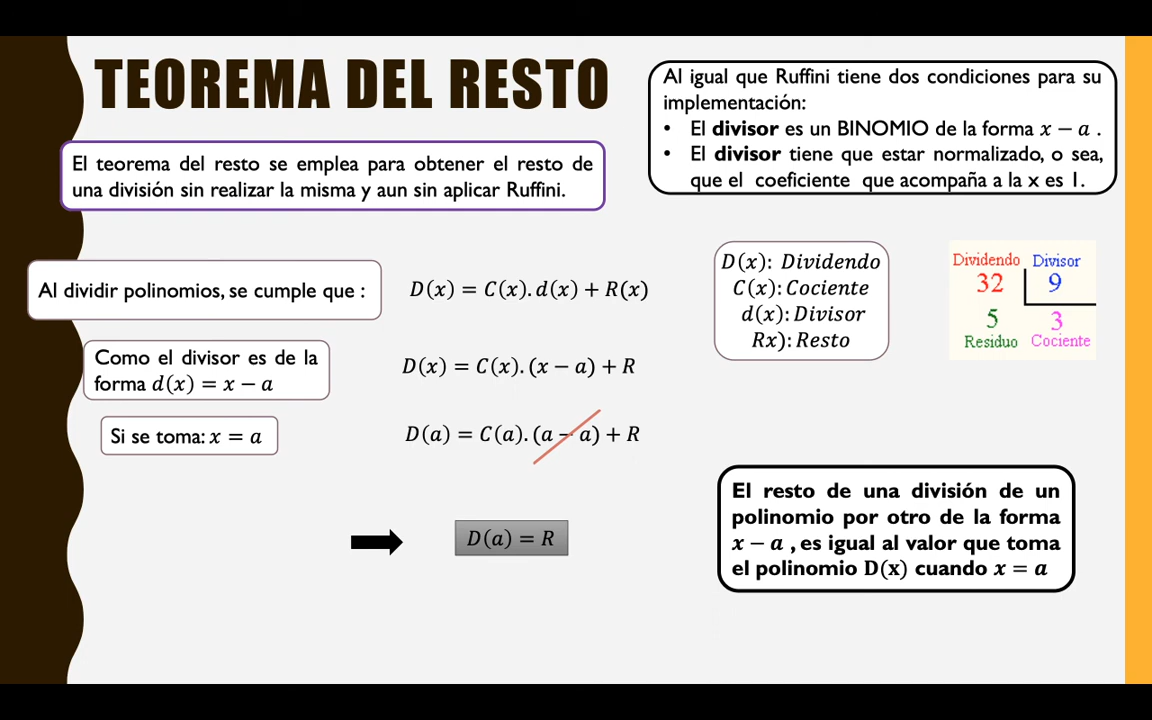 TEOREMA DEL RESTO
Al igual que Ruffini tiene dos condiciones para su
implementación:
• El divisor es un BINOMIO de la forma x − a .
• El divisor tiene que estar normalizado, o sea,
que el coeficiente que acompaña a la x es 1.
El teorema del resto se emplea para obtener el resto de
una división sin realizar la misma y aun sin aplicar Ruffini.
Al dividir polinomios, se cumple que :
D(x) = C(x). d(x) + R(x)
D(x): Dividendo
C(x): Cociente
d(x): Divisor
Rx): Resto
Dividendo Divisor
32 9
5 3
Residuo Cociente
Como el divisor es de la
forma d(x) = x − a
D(x) = C(x). (x − a) + R
Si se toma: x = a
D(a) = C(a). (a − a) + R
D(a) = R
El resto de una división de un
polinomio por otro de la forma
x − a , es igual al valor que toma
el polinomio D(x) cuando x = a